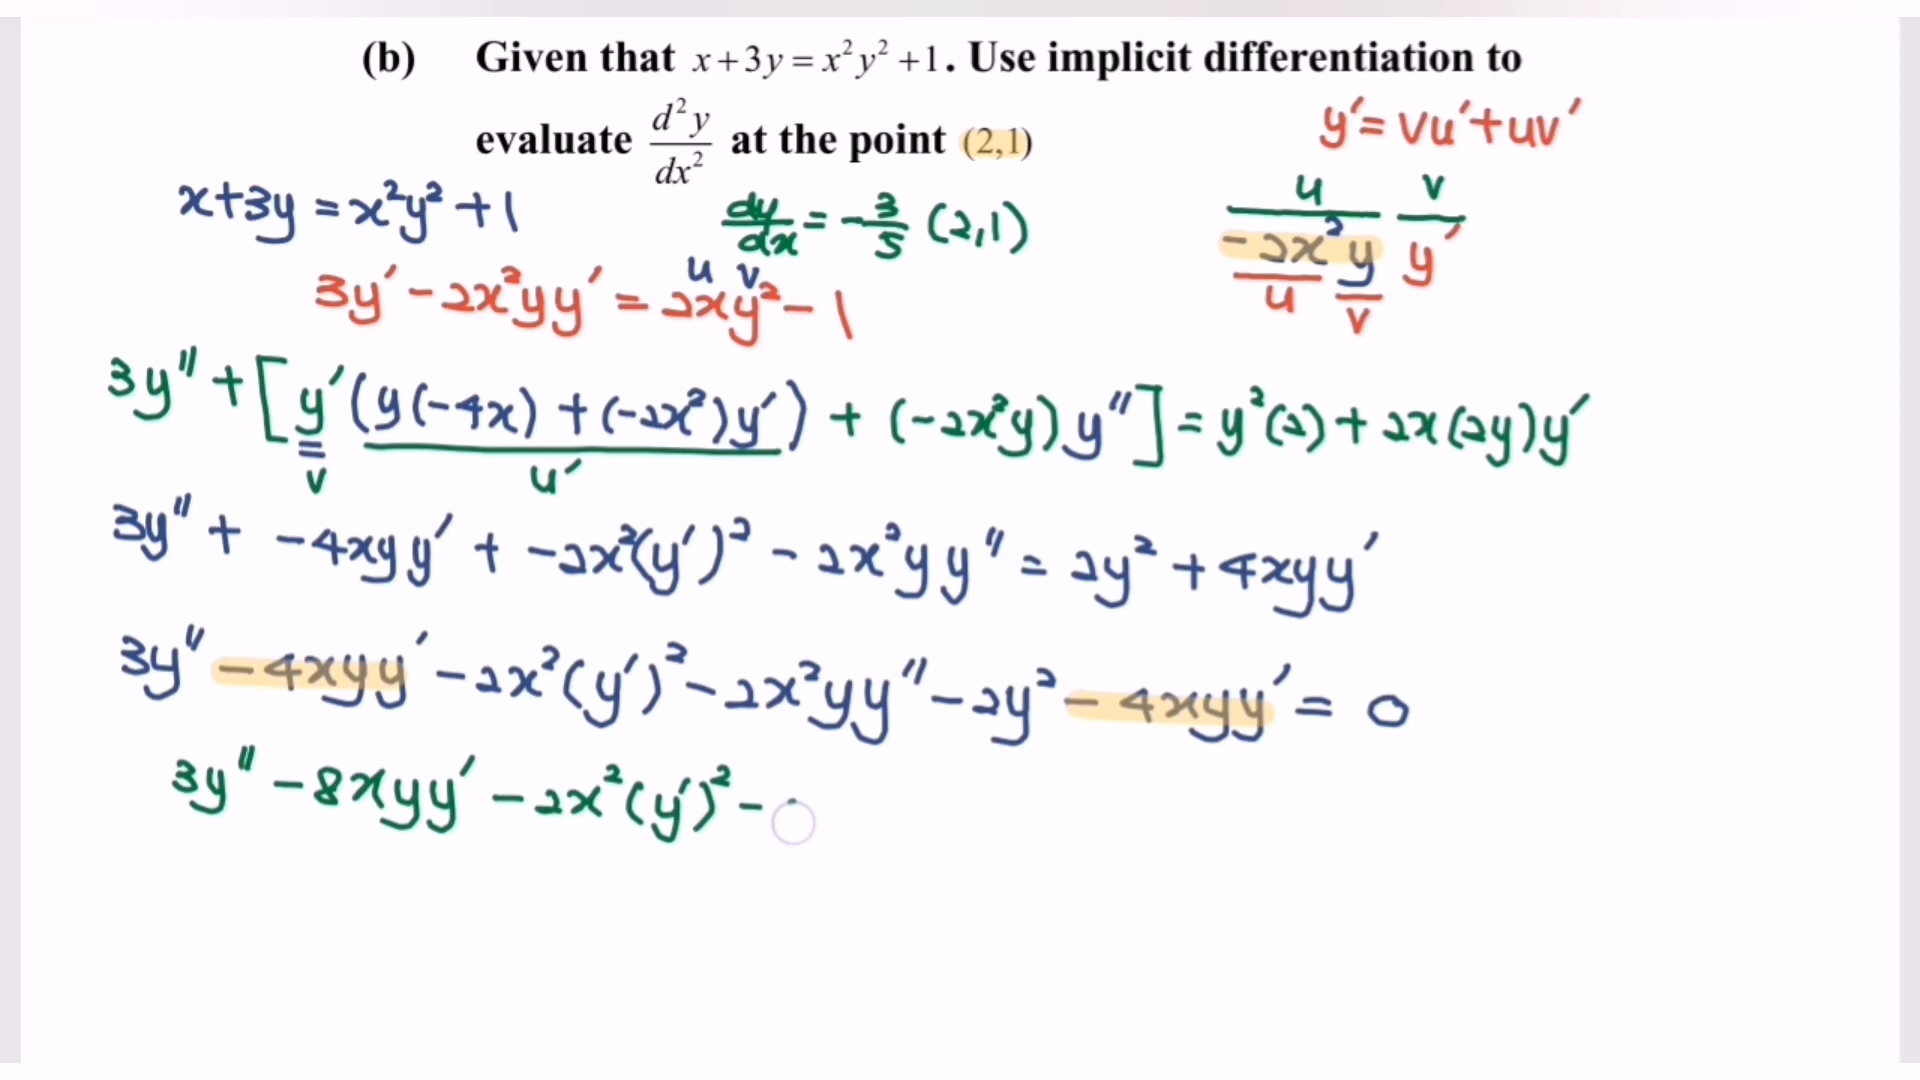 (b) Given that x+3y=x²y²+1. Use implicit differentiation to
evaluate d²y/dx² at the point (2,1)
y′= vu′+uv′
x+3y = x²y² + 1
dy/dx = -3/5 (2,1)
u v
-2x²y y′
u v
u v
3y′ - 2x²yy′ = 2xy² - 1
3y″ + [y′(y(-4x) + (-2x²)y′) + (-2x²y)y″] = y²(2) + 2x(2y)y′
v u′
3y″ + -4xyy′ + -2x²(y′)² - 2x²yy″ = 2y² + 4xyy′
3y″ - 4xyy′ - 2x²(y′)² - 2x²yy″ - 2y² - 4xyy′ = 0
3y″ - 8xyy′ - 2x²(y′)² -